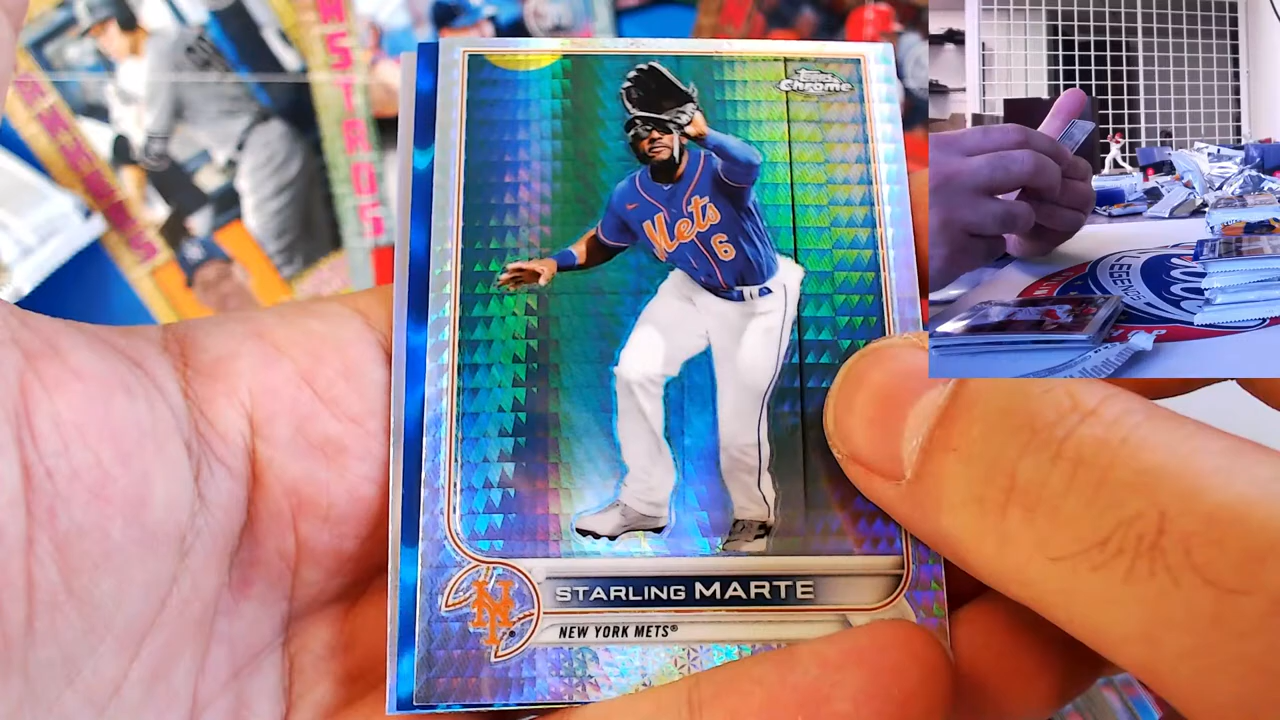 Topps
Chrome
Mets
6
STARLING MARTE
NEW YORK METS®
NY
ASTROS
LEGENDS